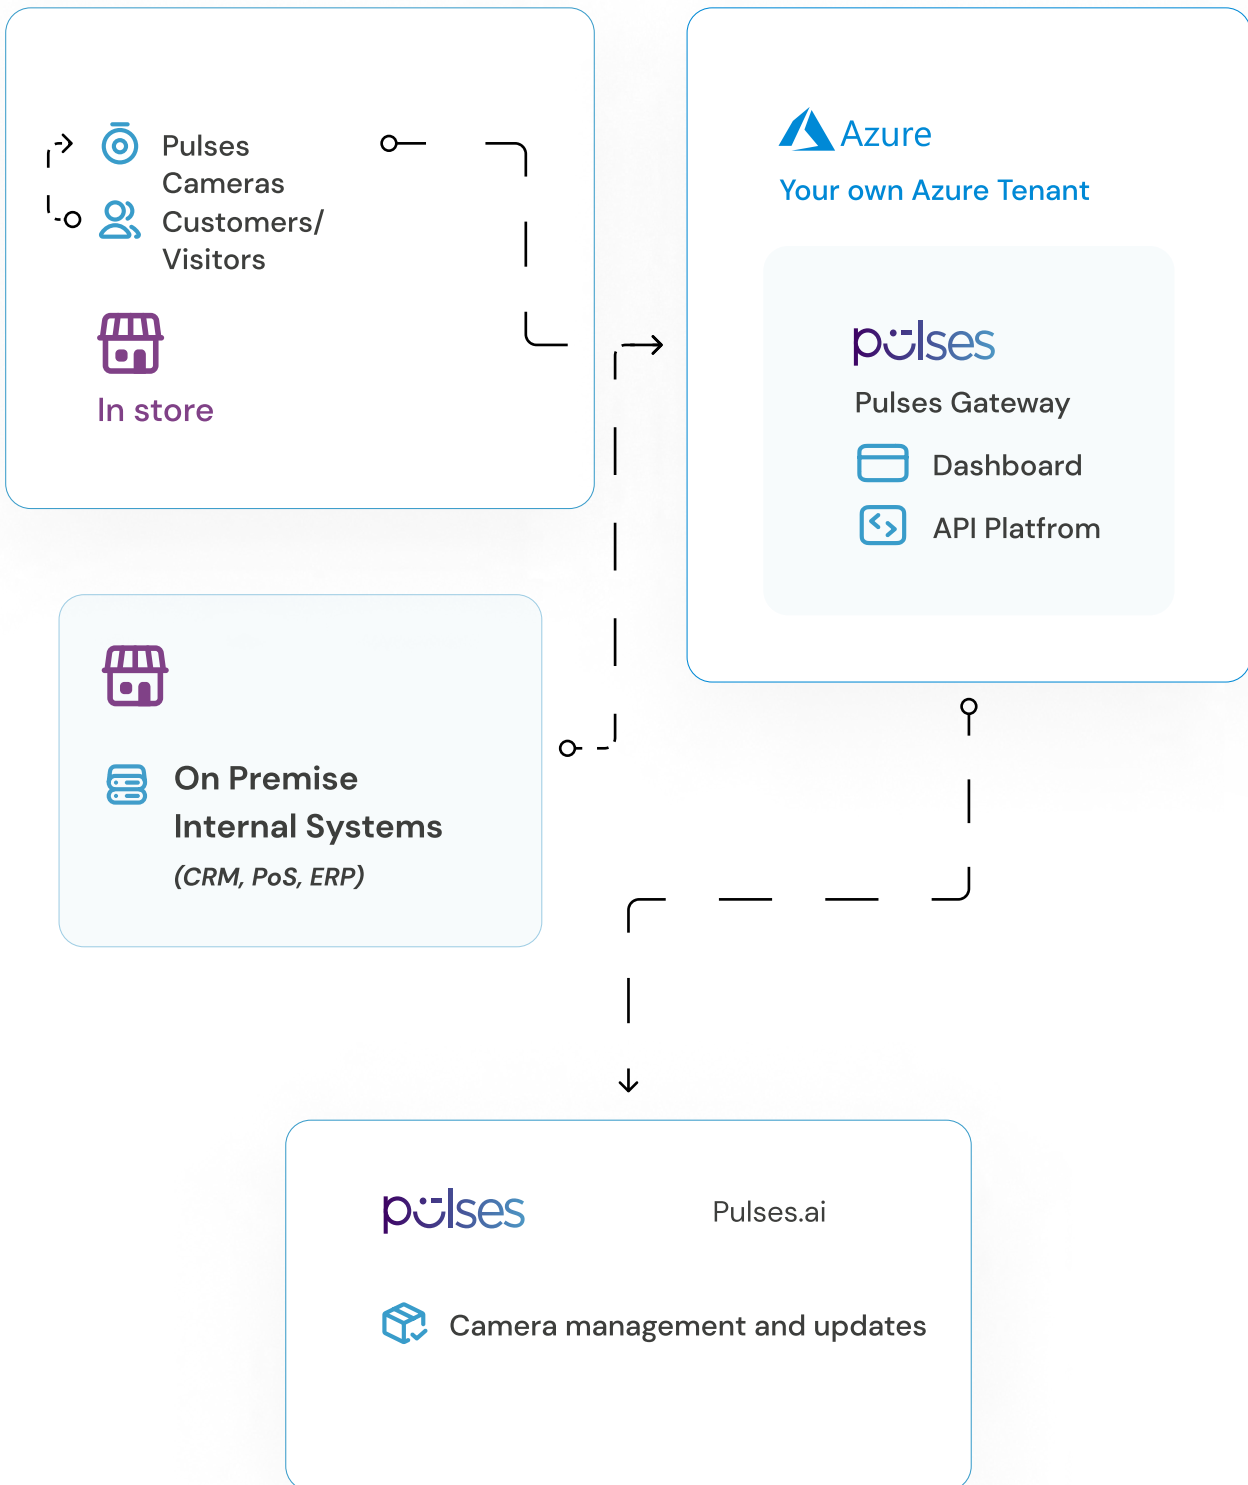 Pulses
Cameras
Customers/
Visitors
In store
Azure
Your own Azure Tenant
pulses
Pulses Gateway
Dashboard
API Platfrom
On Premise
Internal Systems
(CRM, PoS, ERP)
pulses
Pulses.ai
Camera management and updates